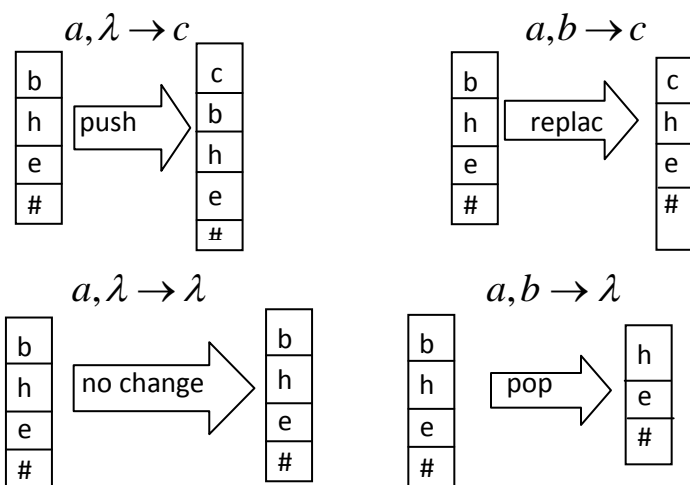 a, λ → c
b
h
e
#
push
c
b
h
e
#
a, b → c
b
h
e
#
replac
c
h
e
#
a, λ → λ
b
h
e
#
no change
b
h
e
#
a, b → λ
b
h
e
#
pop
h
e
#